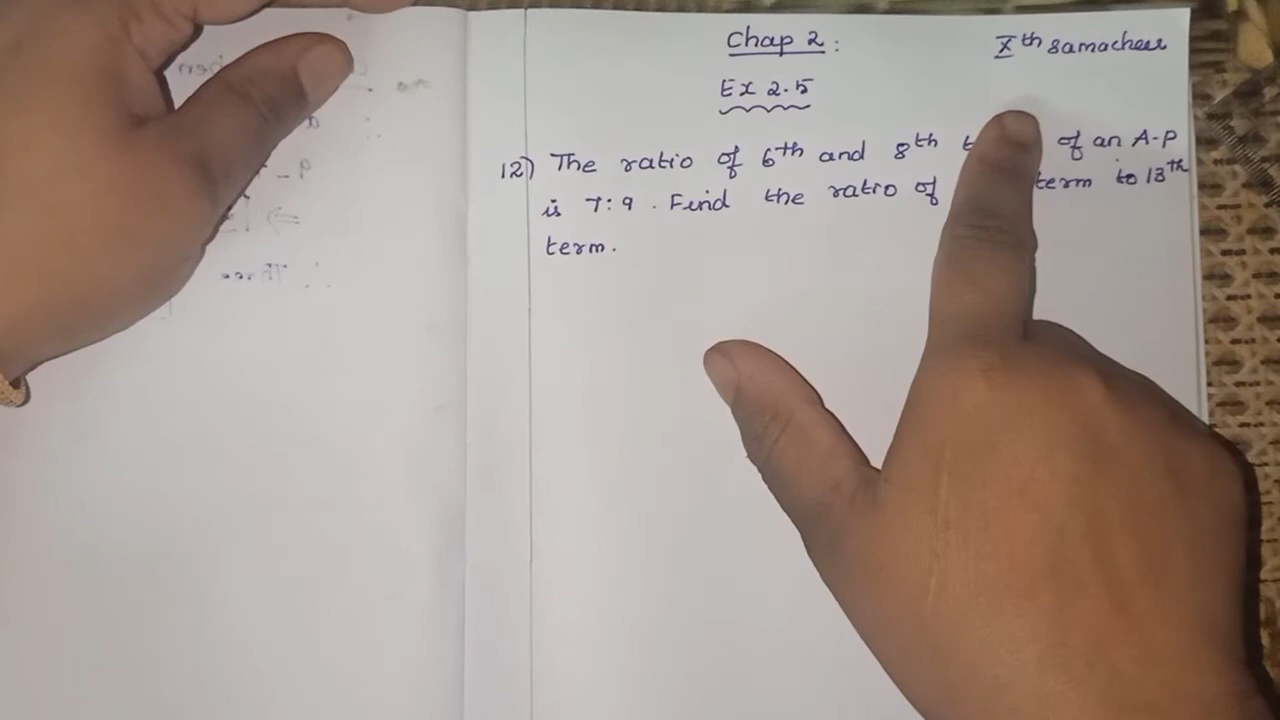 Chap 2 :
Xth Samacheer
Ex 2.5
12) The ratio of 6th and 8th of an A-P
is 7:9 . Find the ratio of term to 13th
term.